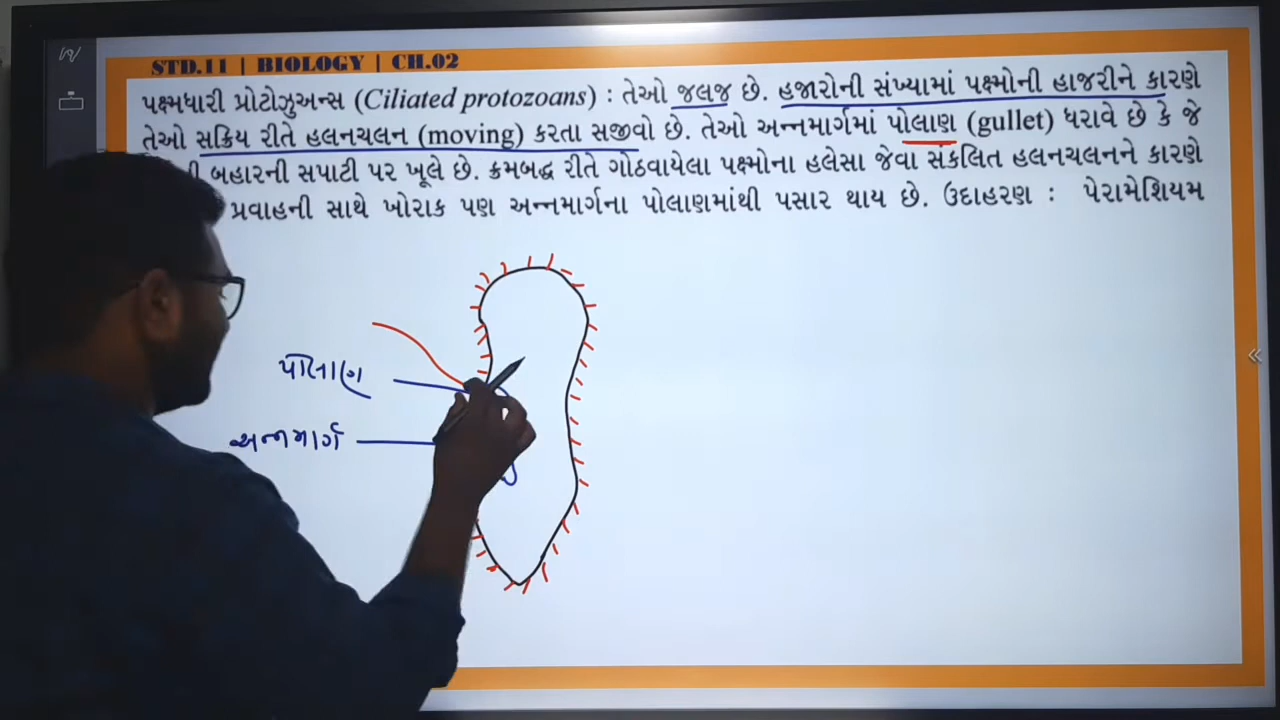 STD.11 | BIOLOGY | CH.02
પક્ષ્મધારી પ્રોટોઝુઅન્સ (Ciliated protozoans) : તેઓ જલજ છે. હજારોની સંખ્યામાં પક્ષ્મોની હાજરીને કારણે
તેઓ સક્રિય રીતે હલનચલન (moving) કરતા સજીવો છે. તેઓ અન્નમાર્ગમાં પોલાણ (gullet) ધરાવે છે કે જે
બહારની સપાટી પર ખૂલે છે. ક્રમબદ્ધ રીતે ગોઠવાયેલા પક્ષ્મોના હલેસા જેવા સંકલિત હલનચલનને કારણે
પ્રવાહની સાથે ખોરાક પણ અન્નમાર્ગના પોલાણમાંથી પસાર થાય છે. ઉદાહરણ : પેરામેશિયમ
પોલાણ
અન્નમાર્ગ